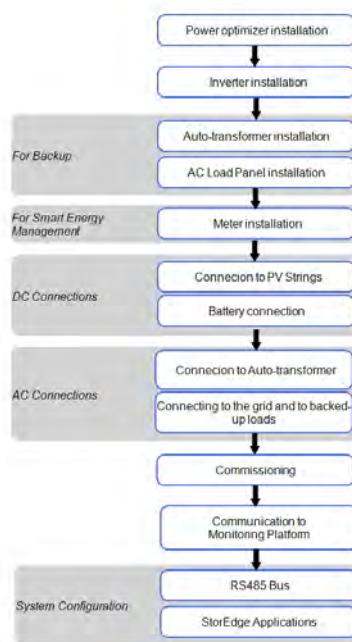 Power optimizer installation
Inverter installation
For Backup
Auto-transformer installation
AC Load Panel installation
For Smart Energy
Management
Meter installation
DC Connections
Connecion to PV Strings
Battery connection
AC Connections
Connecion to Auto-transformer
Connecting to the grid and to backed-
up loads
Commissioning
Communication to
Monitoring Platform
System Configuration
RS485 Bus
StorEdge Applications